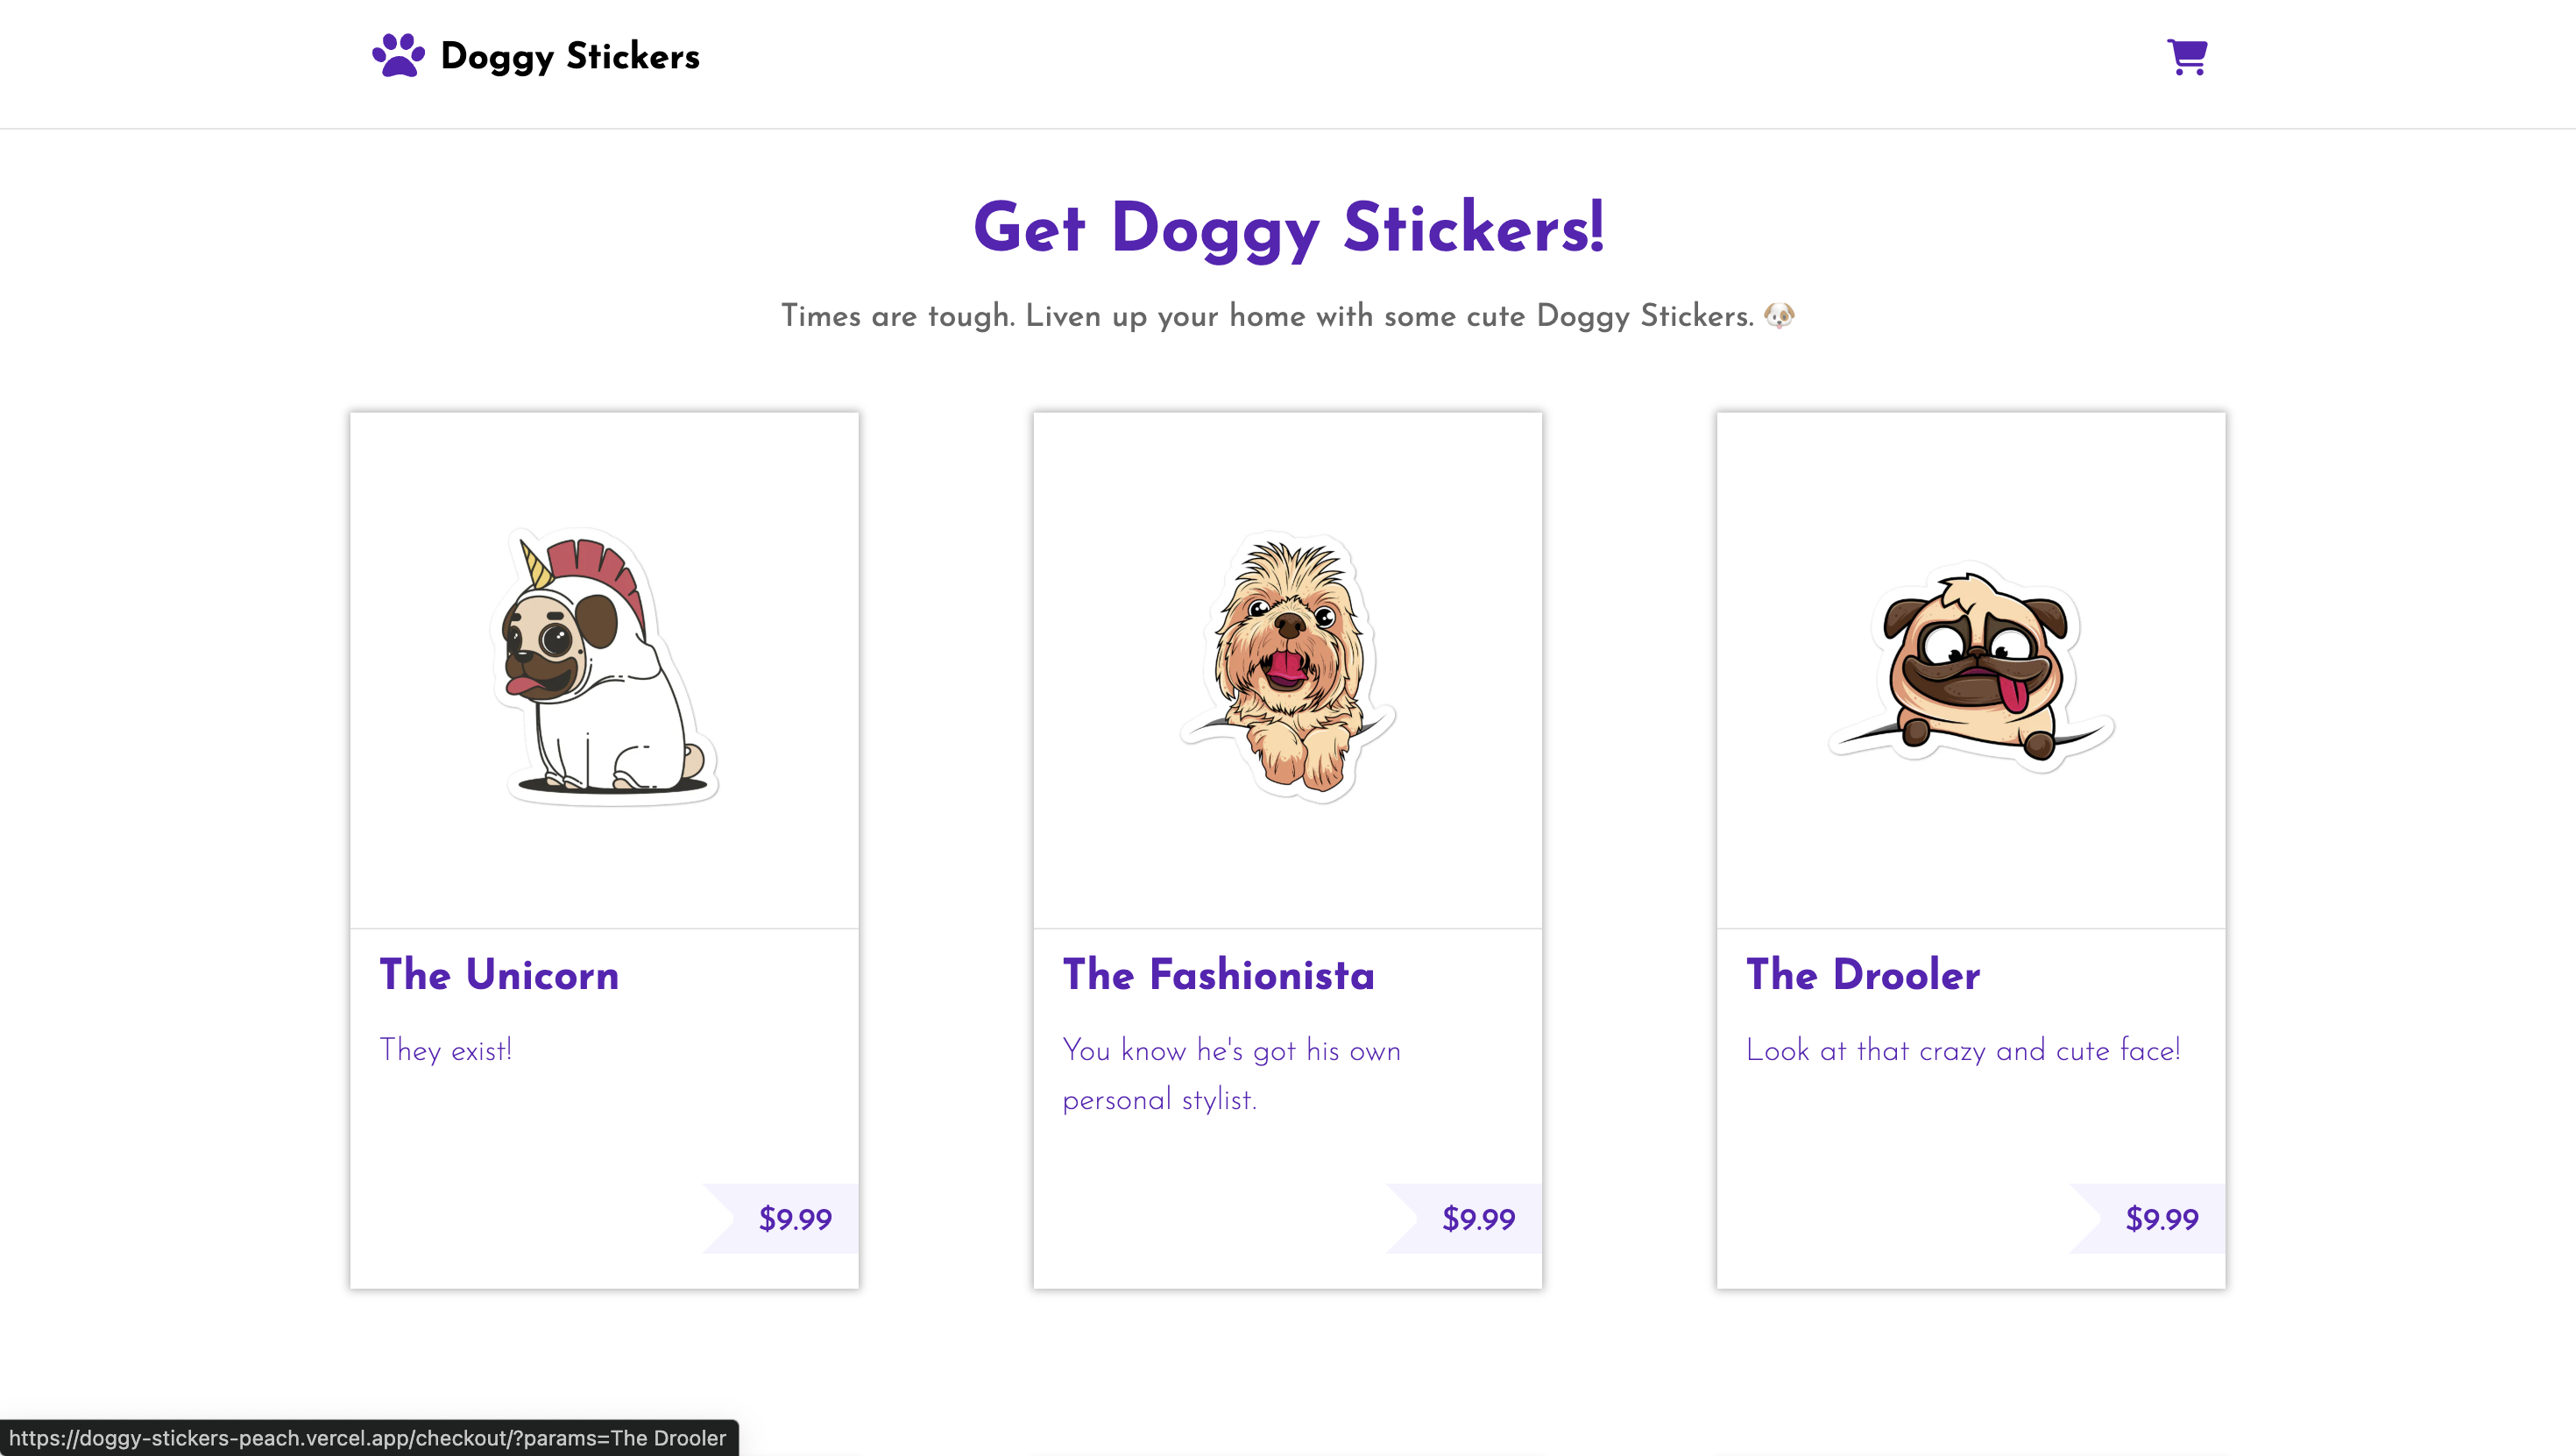 Doggy Stickers
Get Doggy Stickers!
Times are tough. Liven up your home with some cute Doggy Stickers. 🐶
The Unicorn
They exist!
$9.99
The Fashionista
You know he's got his own
personal stylist.
$9.99
The Drooler
Look at that crazy and cute face!
$9.99
https://doggy-stickers-peach.vercel.app/checkout/?params=The Drooler